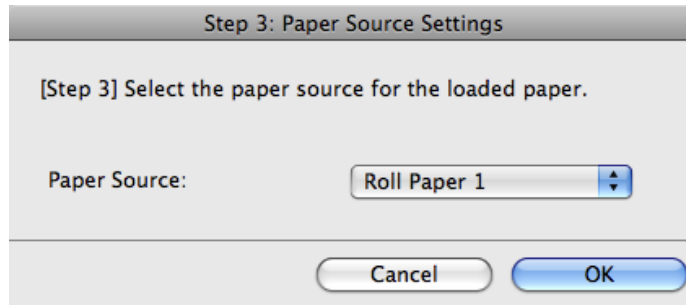 Step 3: Paper Source Settings
[Step 3] Select the paper source for the loaded paper.
Paper Source: Roll Paper 1
Cancel OK